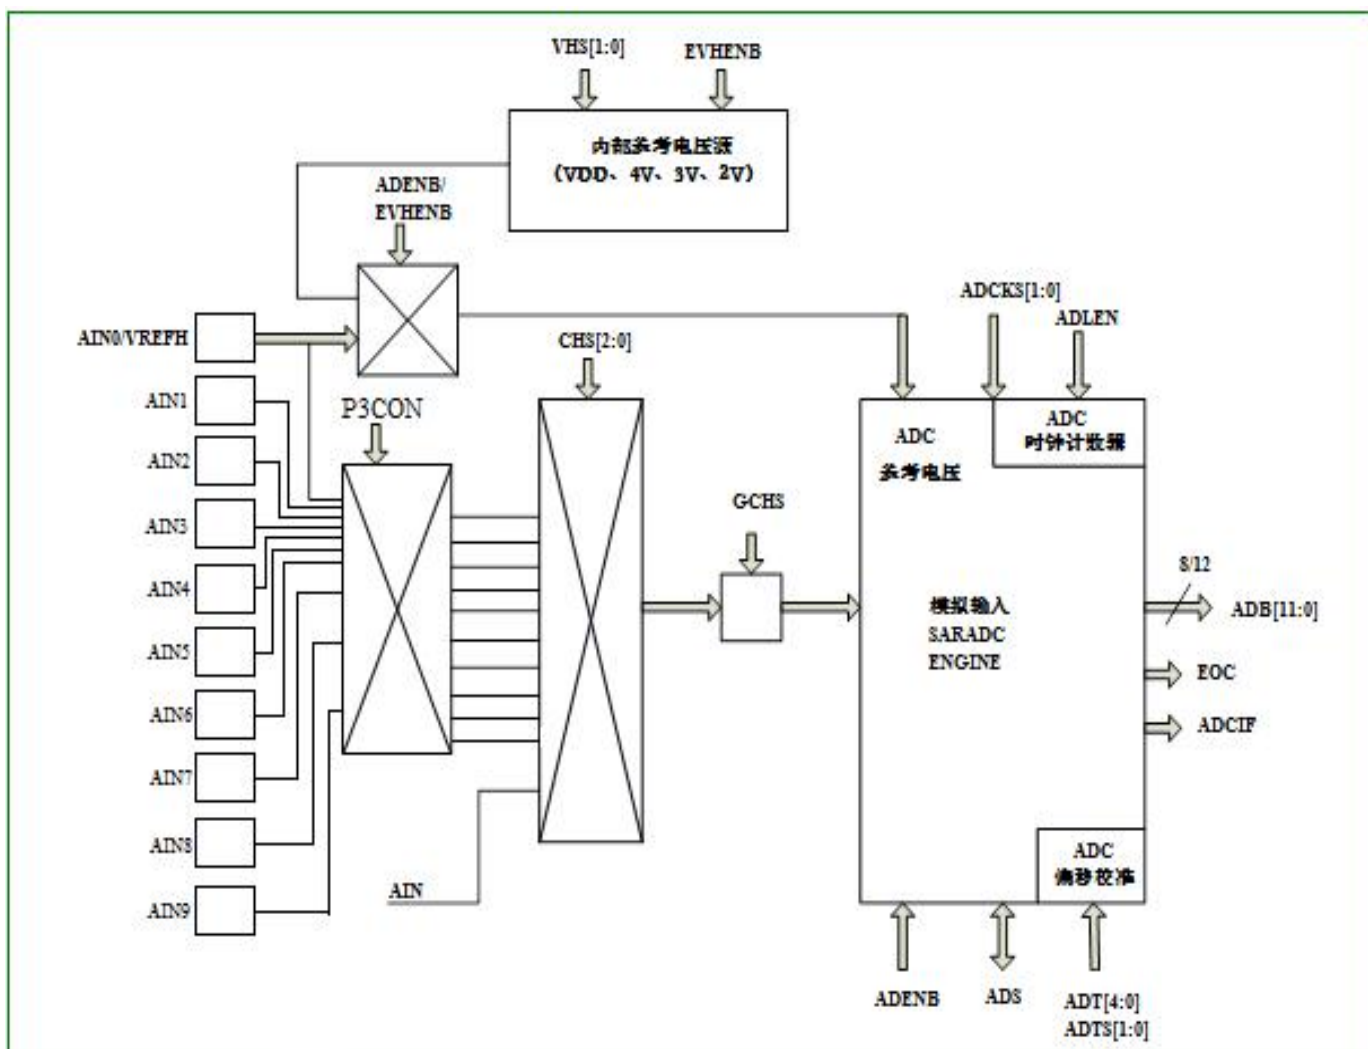 VHS[1:0]
EVHENB
内部参考电压源
（VDD、4V、3V、2V）
ADENB/
EVHENB
ADCKS[1:0]
ADLEN
AIN0/VREFH
CHS[2:0]
AIN1
P3CON
ADC
时钟计数器
ADC
参考电压
AIN2
GCHS
AIN3
AIN4
8/12
模拟输入
SARADC
ENGINE
ADB[11:0]
AIN5
EOC
AIN6
ADCIF
AIN7
AIN8
ADC
偏移校准
AIN
AIN9
ADENB
ADS
ADT[4:0]
ADTS[1:0]